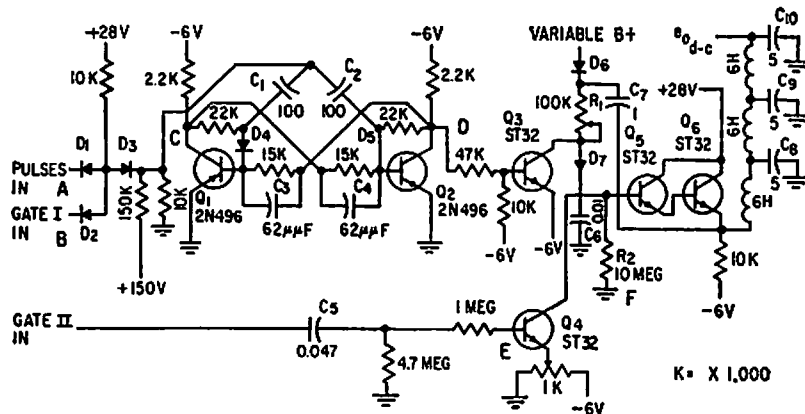 +28V
-6V
10K
2.2K
C1
100
C2
100
-6V
2.2K
22K
22K
C
D
D1
D3
D4
D5
PULSES IN A
GATE I IN B
D2
150K
10K
+150V
15K
15K
C3
C4
62µµF
62µµF
Q1
2N496
Q2
2N496
47K
10K
-6V
Q3
ST32
-6V
VARIABLE B+
D6
100K
R1
C7
1
D7
C6
0.01
Q5
ST32
Q6
ST32
+28V
eo d-c
C10
5
6H
C9
5
6H
C8
5
6H
R2
10 MEG
F
10K
-6V
GATE II IN
C5
0.047
4.7 MEG
1 MEG
E
Q4
ST32
1K
-6V
K= X 1,000